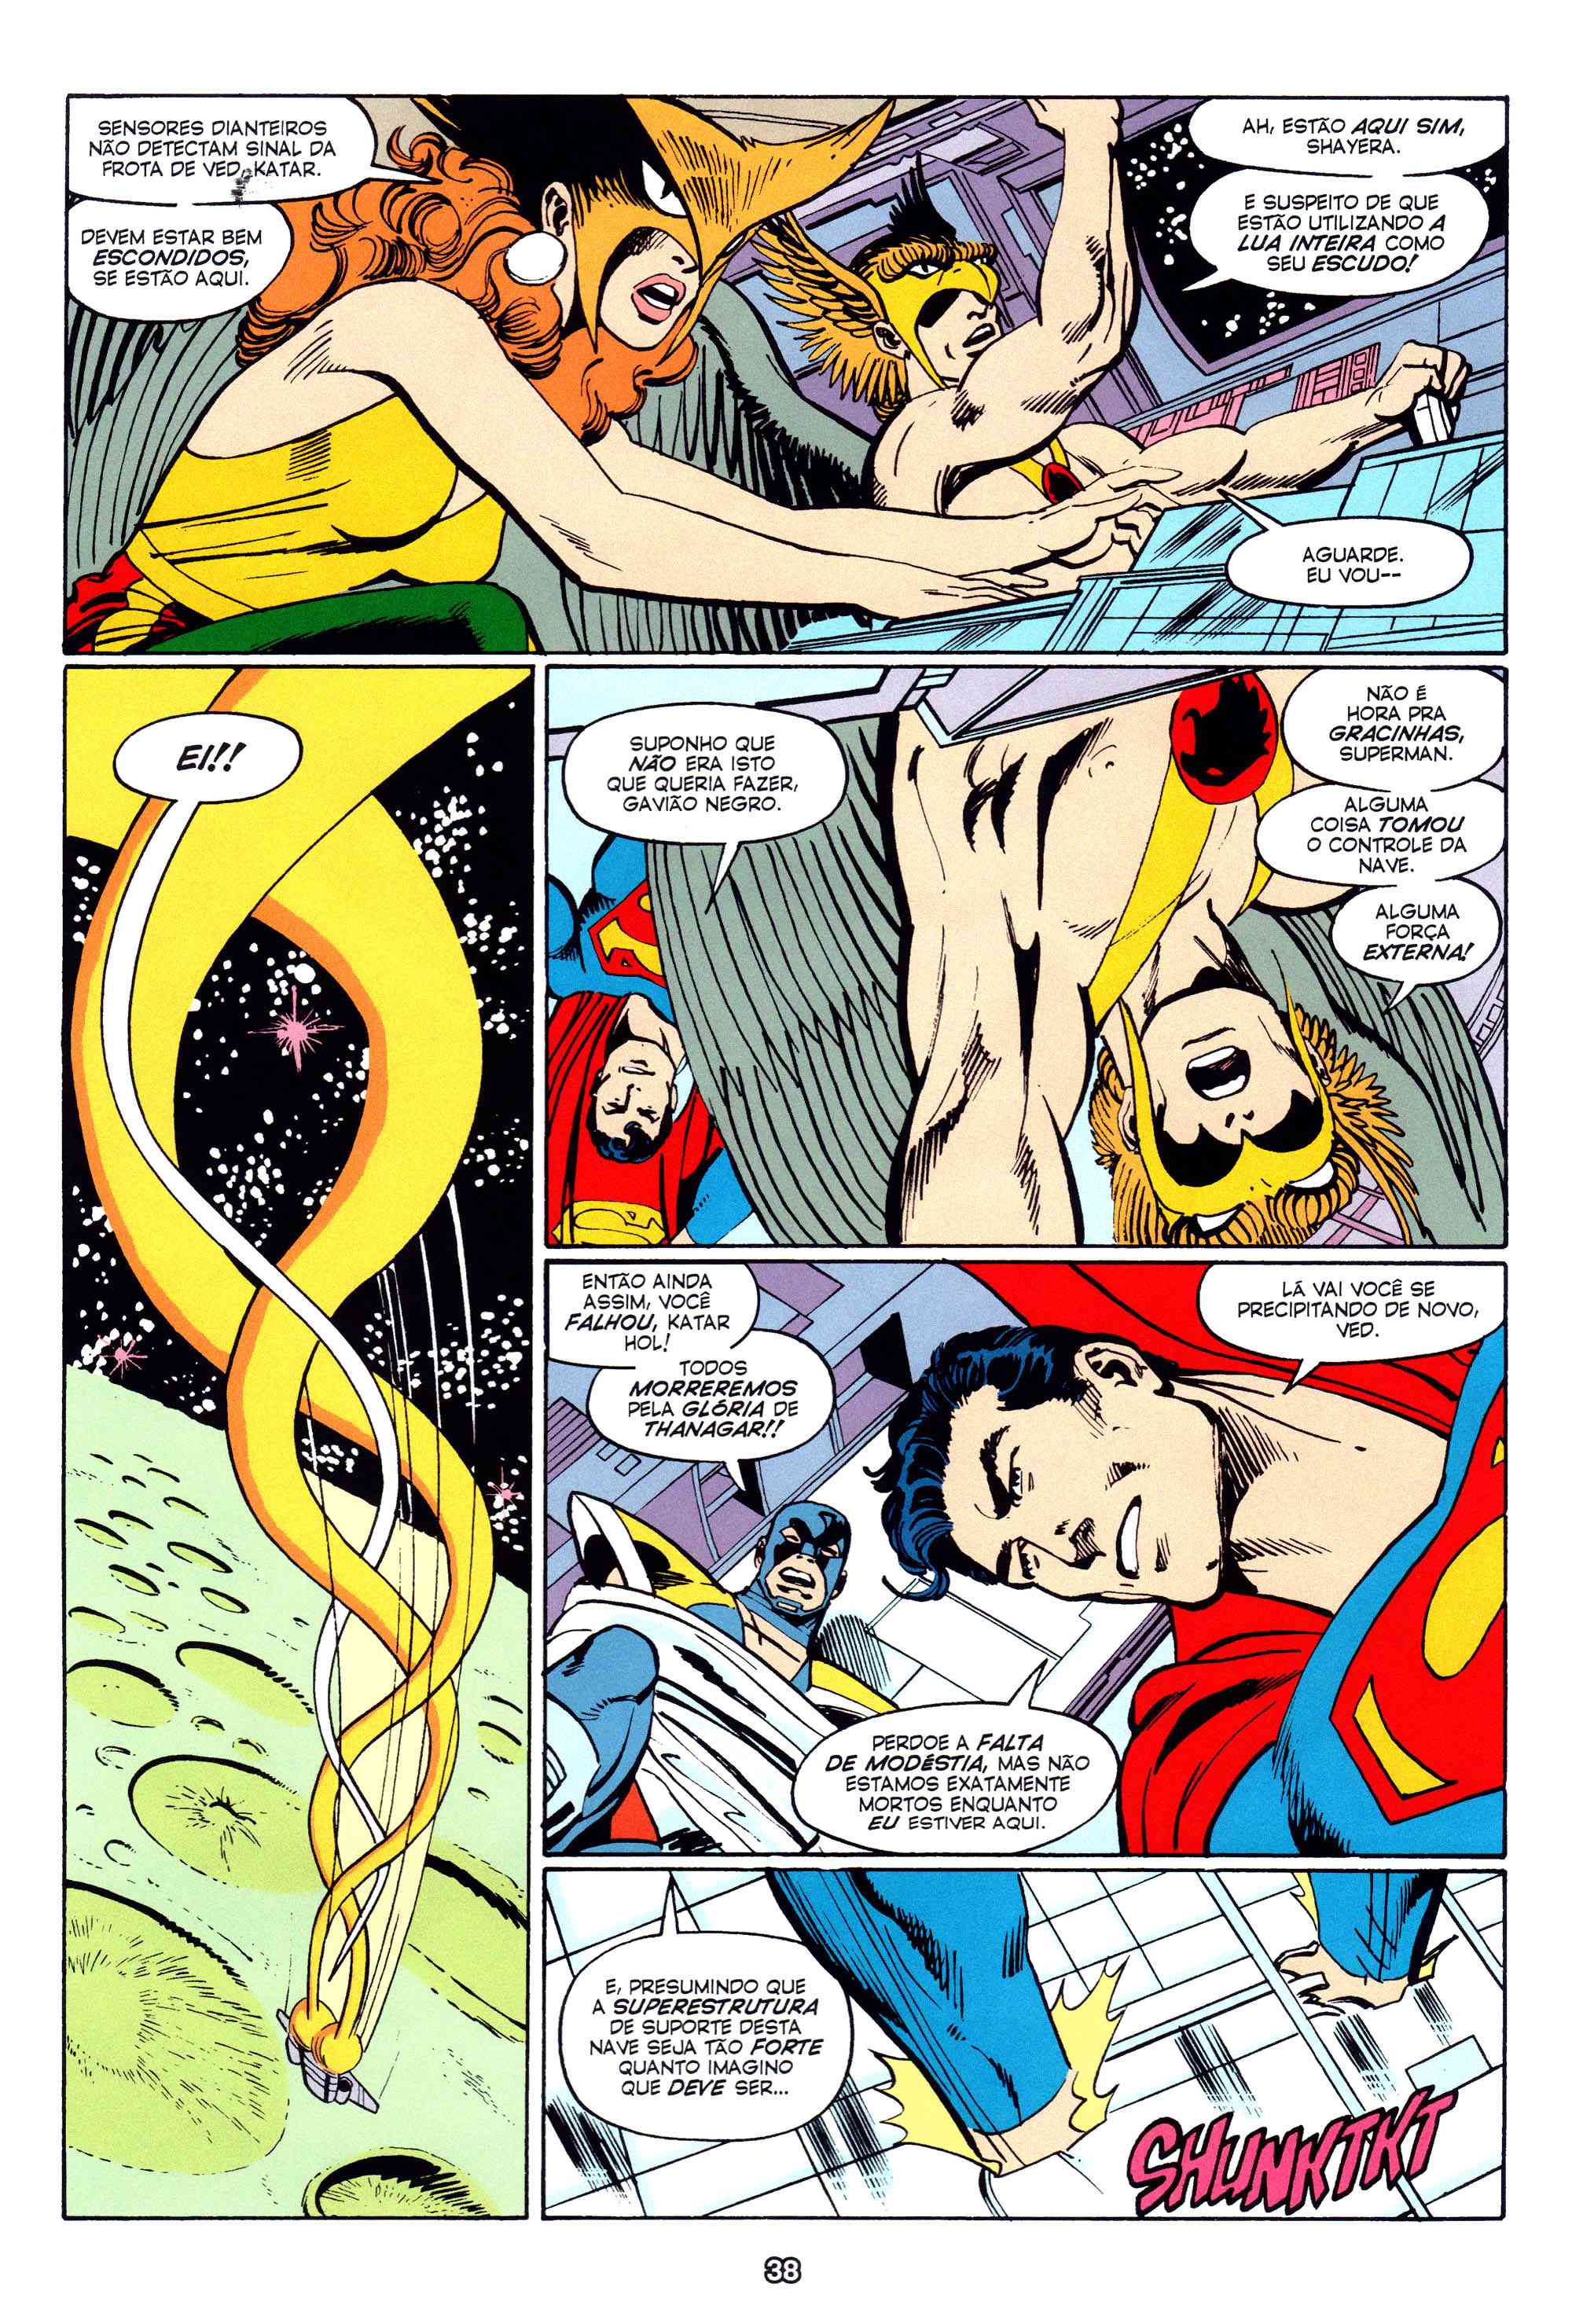 SENSORES DIANTEIROS
NÃO DETECTAM SINAL DA
FROTA DE VED, KATAR.
DEVEM ESTAR BEM
ESCONDIDOS,
SE ESTÃO AQUI.
AH, ESTÃO AQUI SIM,
SHAYERA.
E SUSPEITO DE QUE
ESTÃO UTILIZANDO A
LUA INTEIRA COMO
SEU ESCUDO!
AGUARDE.
EU VOU--
EI!!
SUPONHO QUE
NÃO ERA ISTO
QUE QUERIA FAZER,
GAVIÃO NEGRO.
NÃO É
HORA PRA
GRACINHAS,
SUPERMAN.
ALGUMA
COISA TOMOU
O CONTROLE DA
NAVE.
ALGUMA
FORÇA
EXTERNA!
ENTÃO AINDA
ASSIM, VOCÊ
FALHOU, KATAR
HOL!
TODOS
MORREREMOS
PELA GLÓRIA DE
THANAGAR!!
LÁ VAI VOCÊ SE
PRECIPITANDO DE NOVO,
VED.
PERDOE A FALTA
DE MODÉSTIA, MAS NÃO
ESTAMOS EXATAMENTE
MORTOS ENQUANTO
EU ESTIVER AQUI.
E, PRESUMINDO QUE
A SUPERESTRUTURA
DE SUPORTE DESTA
NAVE SEJA TÃO FORTE
QUANTO IMAGINO
QUE DEVE SER...
SHUNKTKT
38